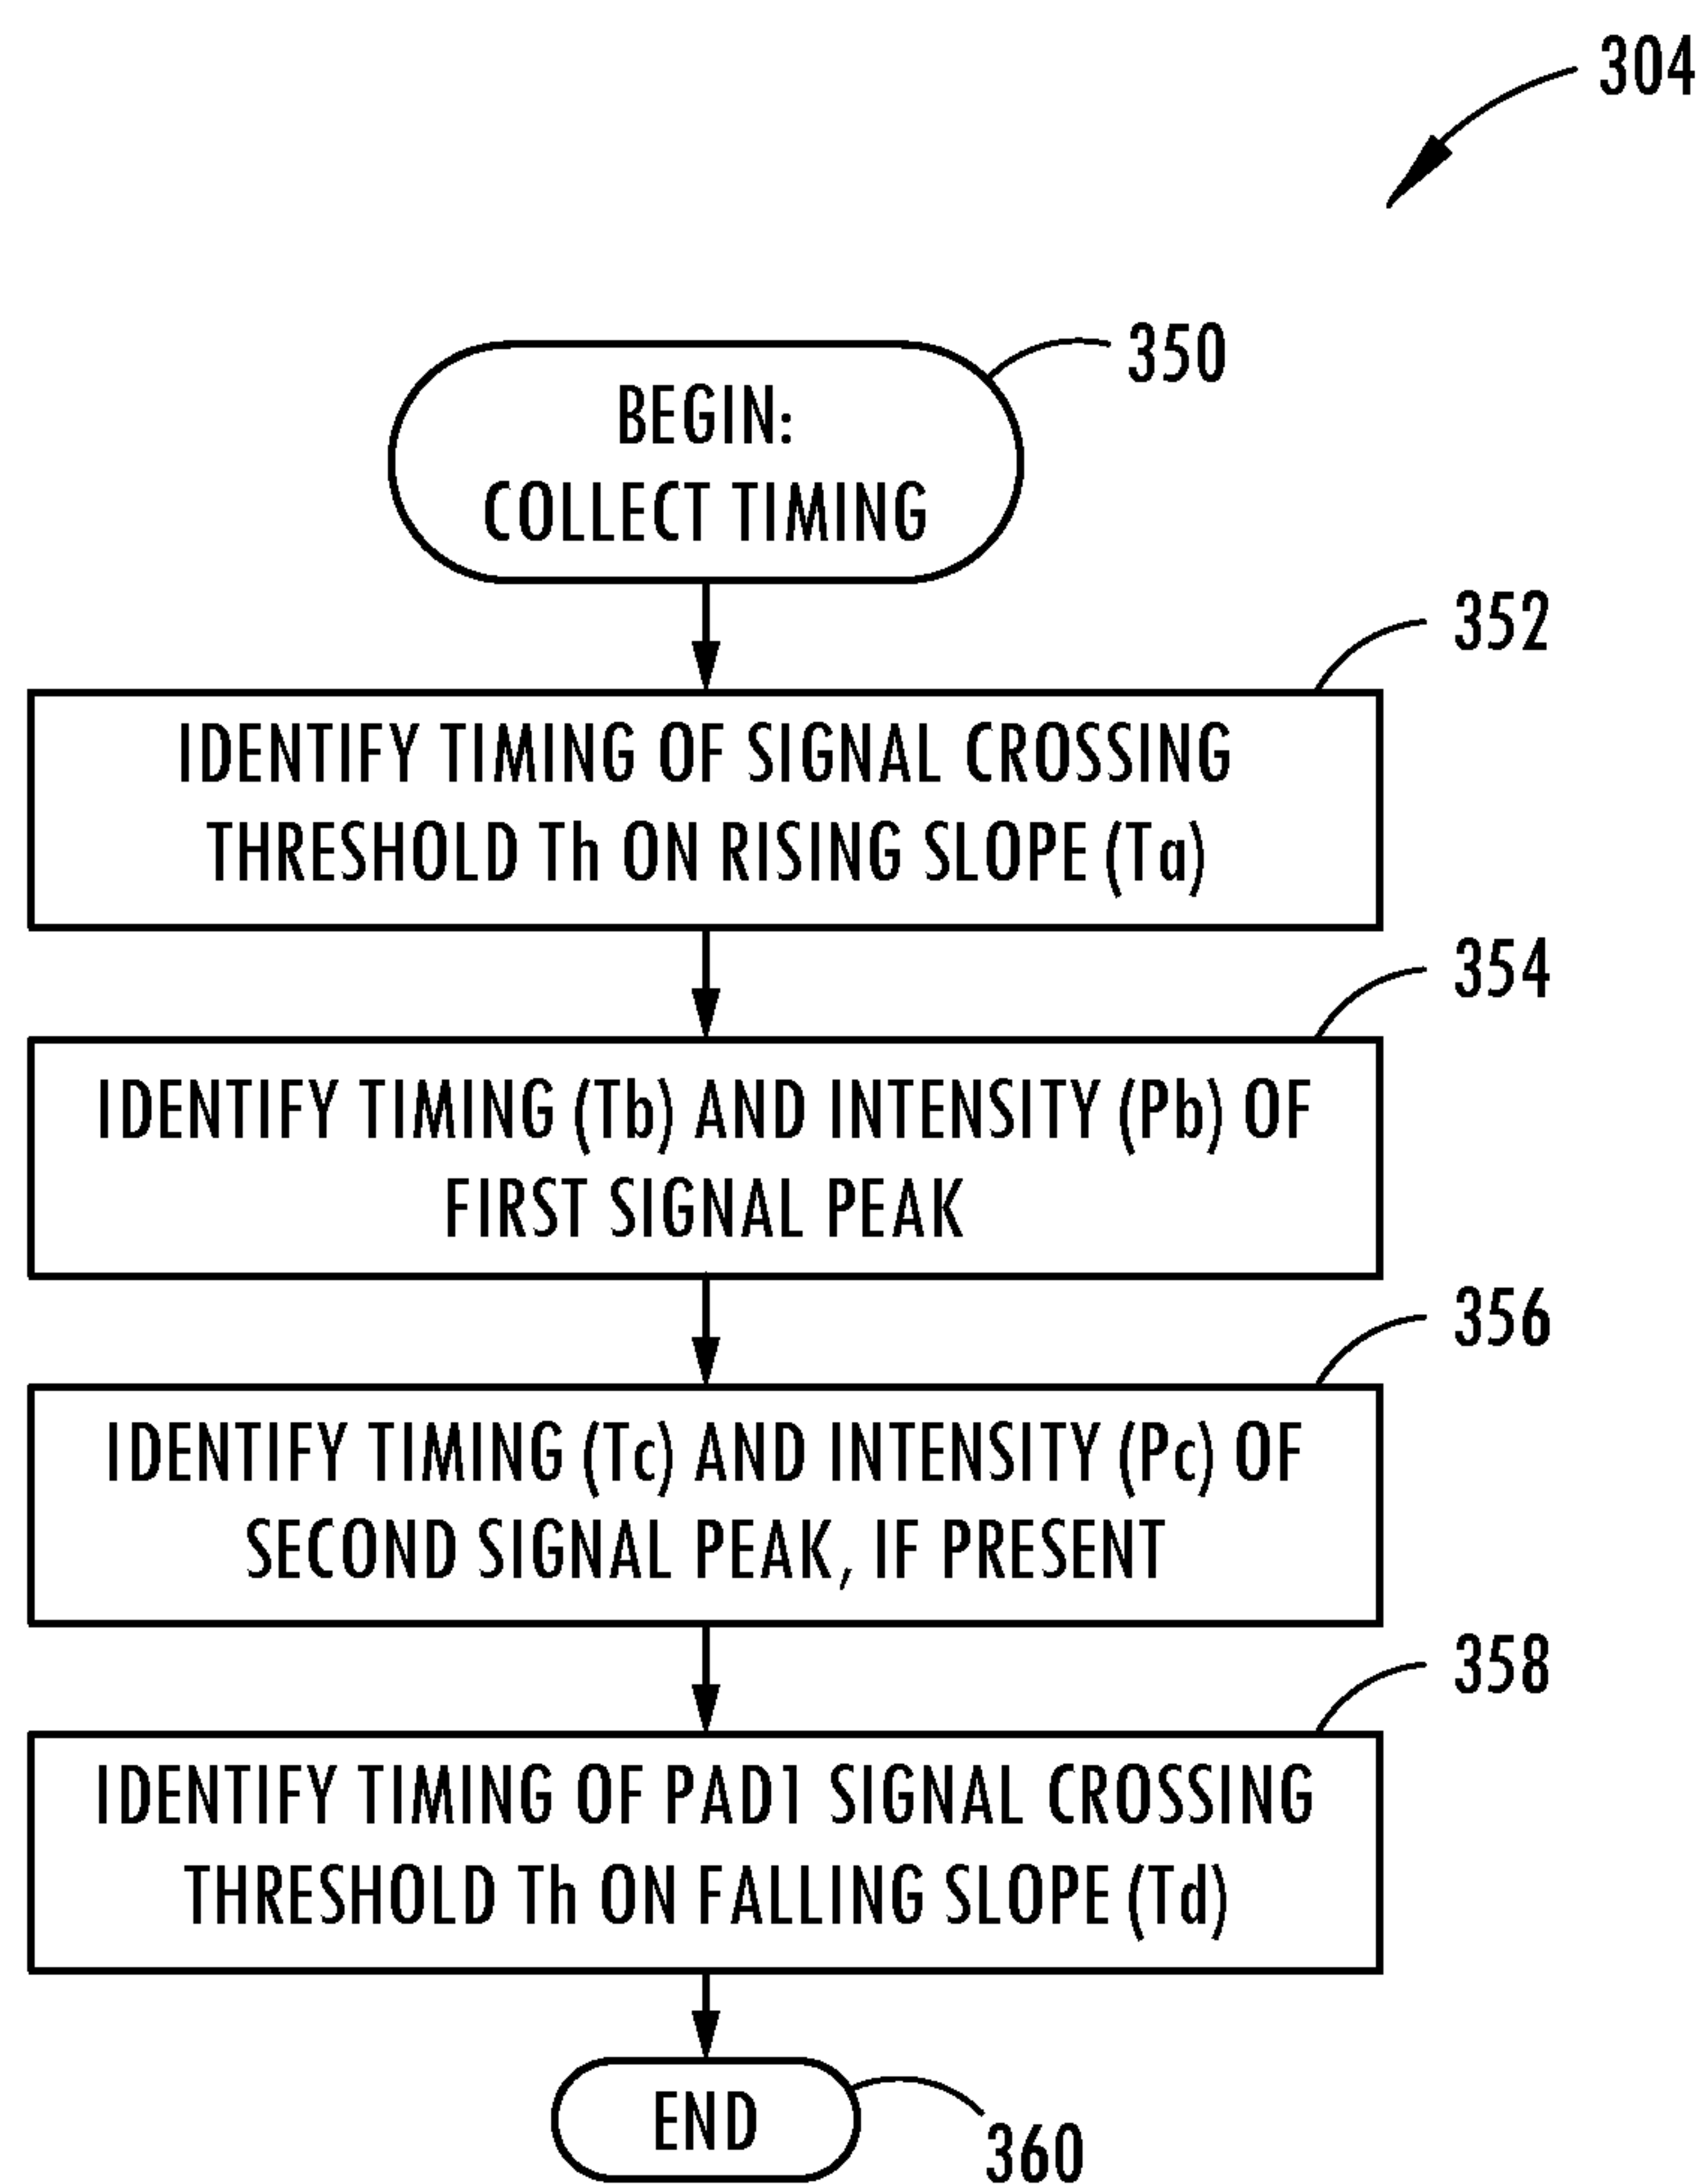 304
350
BEGIN:
COLLECT TIMING
352
IDENTIFY TIMING OF SIGNAL CROSSING
THRESHOLD Th ON RISING SLOPE (Ta)
354
IDENTIFY TIMING (Tb) AND INTENSITY (Pb) OF
FIRST SIGNAL PEAK
356
IDENTIFY TIMING (Tc) AND INTENSITY (Pc) OF
SECOND SIGNAL PEAK, IF PRESENT
358
IDENTIFY TIMING OF PAD1 SIGNAL CROSSING
THRESHOLD Th ON FALLING SLOPE (Td)
END
360